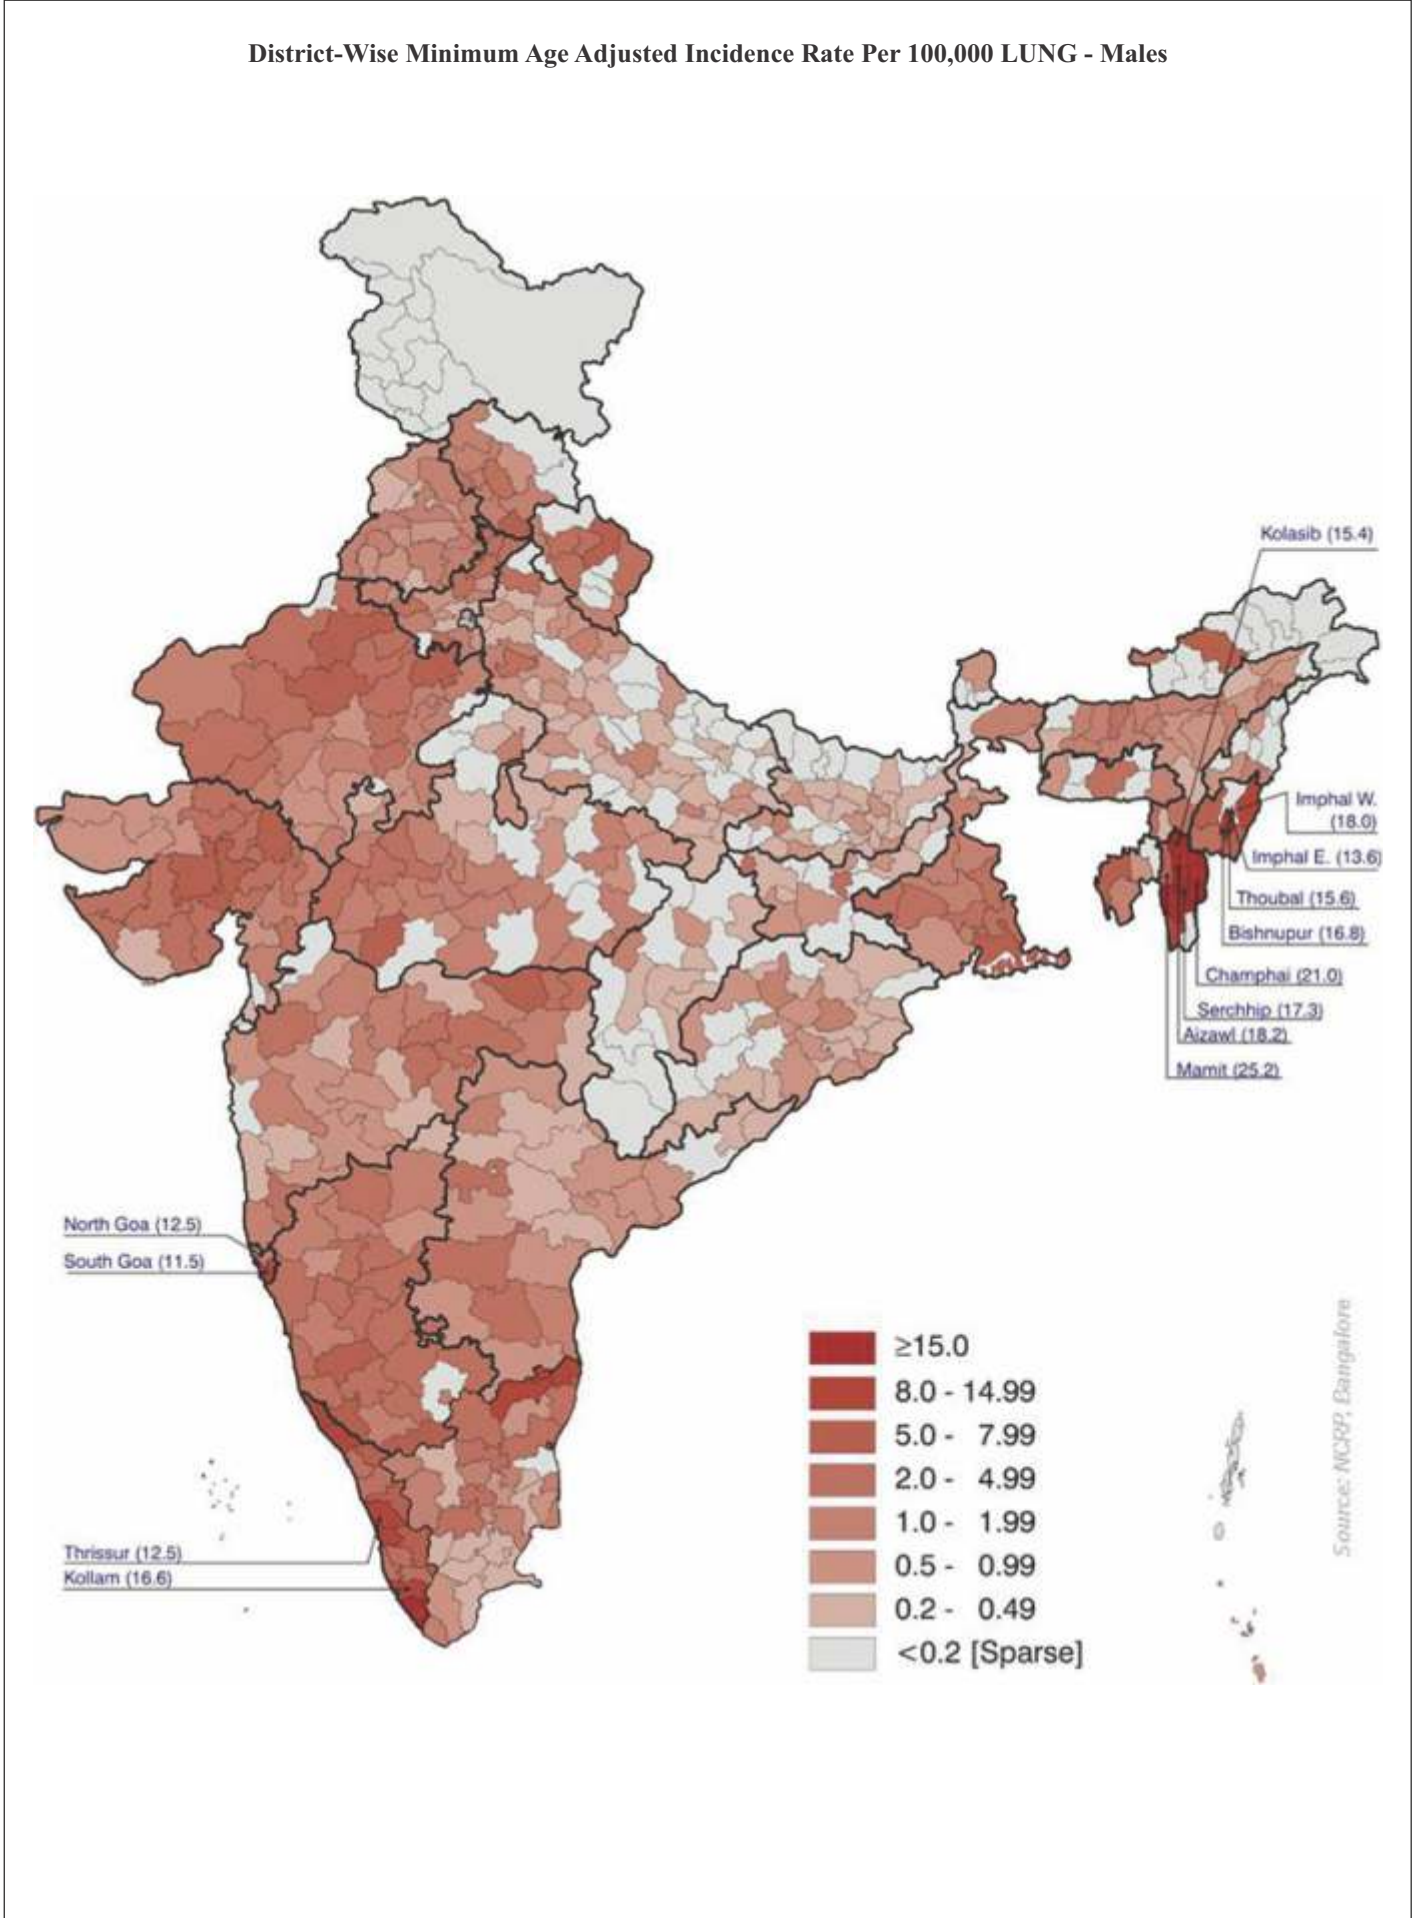 District-Wise Minimum Age Adjusted Incidence Rate Per 100,000 LUNG - Males
Kolasib (15.4)
Imphal W.
(18.0)
Imphal E. (13.6)
Thoubal (15.6)
Bishnupur (16.8)
Champhai (21.0)
Serchhip (17.3)
Aizawl (18.2)
Mamit (25.2)
North Goa (12.5)
South Goa (11.5)
Thrissur (12.5)
Kollam (16.6)
≥15.0
8.0 - 14.99
5.0 - 7.99
2.0 - 4.99
1.0 - 1.99
0.5 - 0.99
0.2 - 0.49
<0.2 [Sparse]
Source: NCRP, Bangalore